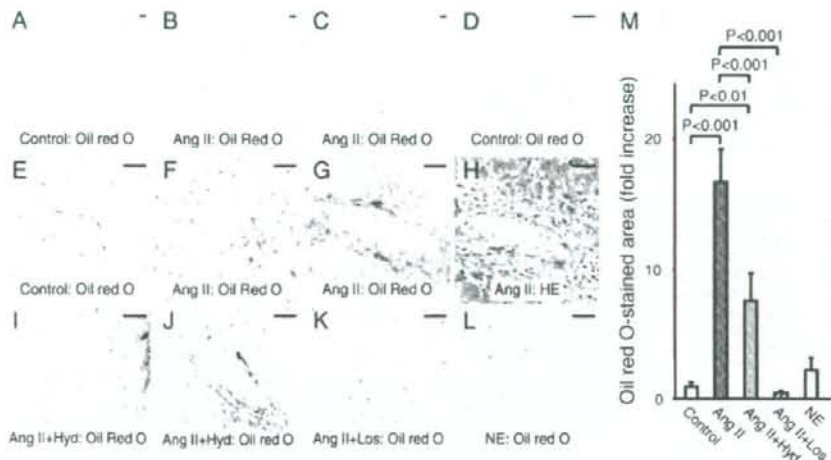 A
B
C
D
M
Control: Oil red O
Ang II: Oil Red O
Ang II: Oil Red O
Control: Oil red O
E
F
G
H
Control: Oil red O
Ang II: Oil Red O
Ang II: Oil Red O
Ang II: HE
I
J
K
L
Ang II+Hyd: Oil Red O
Ang II+Hyd: Oil red O
Ang II+Los: Oil red O
NE: Oil red O
P<0.001
P<0.001
P<0.01
P<0.001
Oil red O-stained area (fold increase)
20
10
0
Control
Ang II
Ang II+Hyd
Ang II+Los
NE